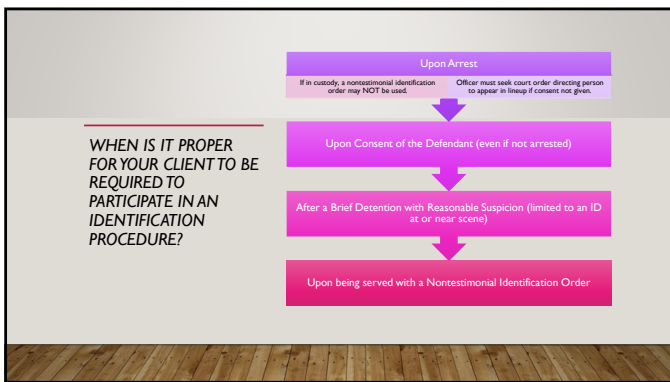 WHEN IS IT PROPER
FOR YOUR CLIENT TO BE
REQUIRED TO
PARTICIPATE IN AN
IDENTIFICATION
PROCEDURE?
Upon Arrest
If in custody, a nontestimonial identification
order may NOT be used.
Officer must seek court order directing person
to appear in lineup if consent not given.
Upon Consent of the Defendant (even if not arrested)
After a Brief Detention with Reasonable Suspicion (limited to an ID
at or near scene)
Upon being served with a Nontestimonial Identification Order